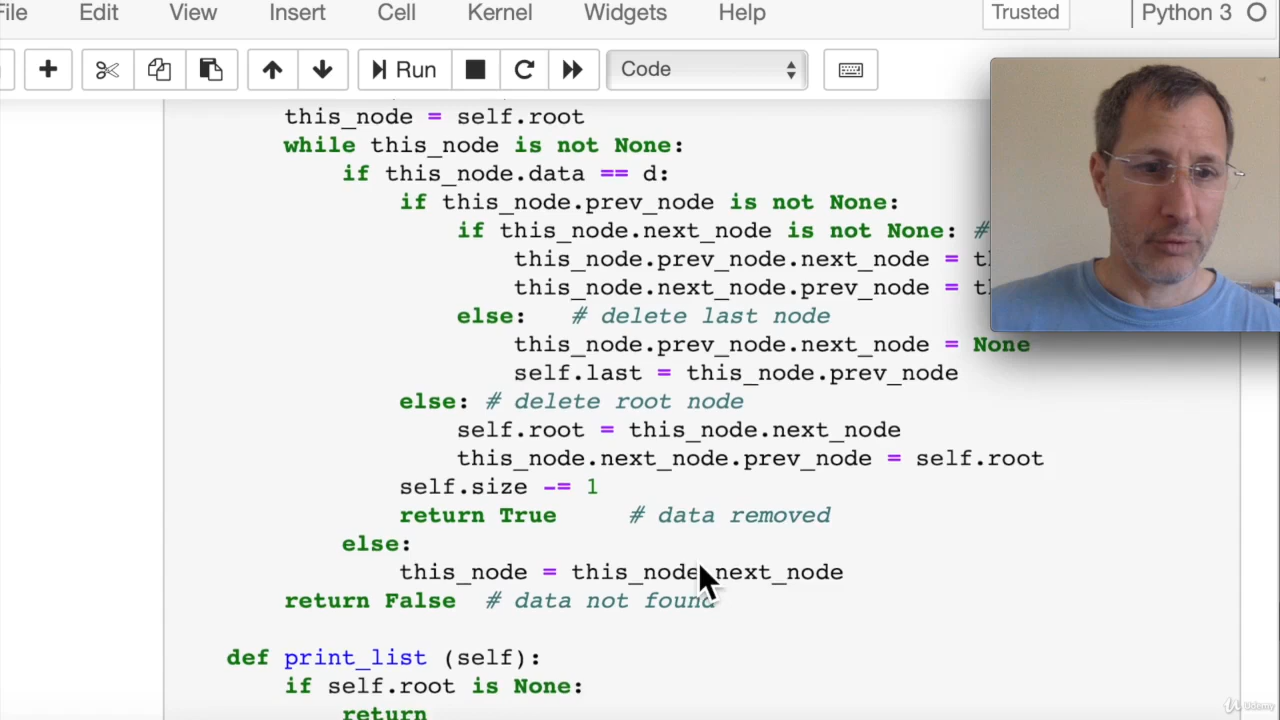 File Edit View Insert Cell Kernel Widgets Help Trusted Python 3
Run Code
this_node = self.root
while this_node is not None:
if this_node.data == d:
if this_node.prev_node is not None:
if this_node.next_node is not None: #
this_node.prev_node.next_node =
this_node.next_node.prev_node =
else: # delete last node
this_node.prev_node.next_node = None
self.last = this_node.prev_node
else: # delete root node
self.root = this_node.next_node
this_node.next_node.prev_node = self.root
self.size -= 1
return True # data removed
else:
this_node = this_node.next_node
return False # data not found
def print_list (self):
if self.root is None:
return
Udemy